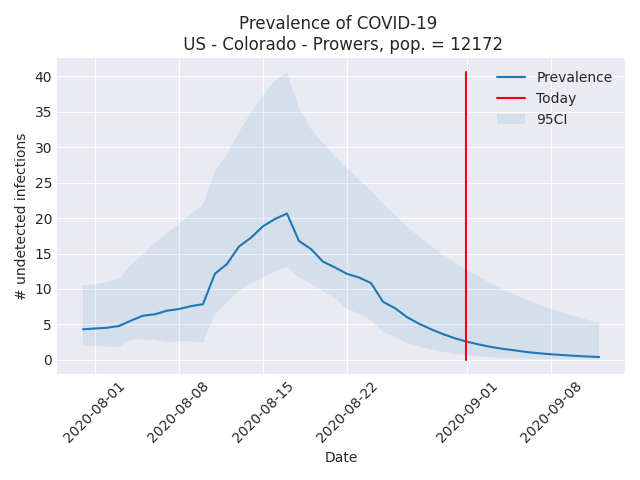 Prevalence of COVID-19
US - Colorado - Prowers, pop. = 12172
40
35
30
25
20
15
10
5
0
# undetected infections
Prevalence
Today
95CI
2020-08-01
2020-08-08
2020-08-15
2020-08-22
2020-09-01
2020-09-08
Date